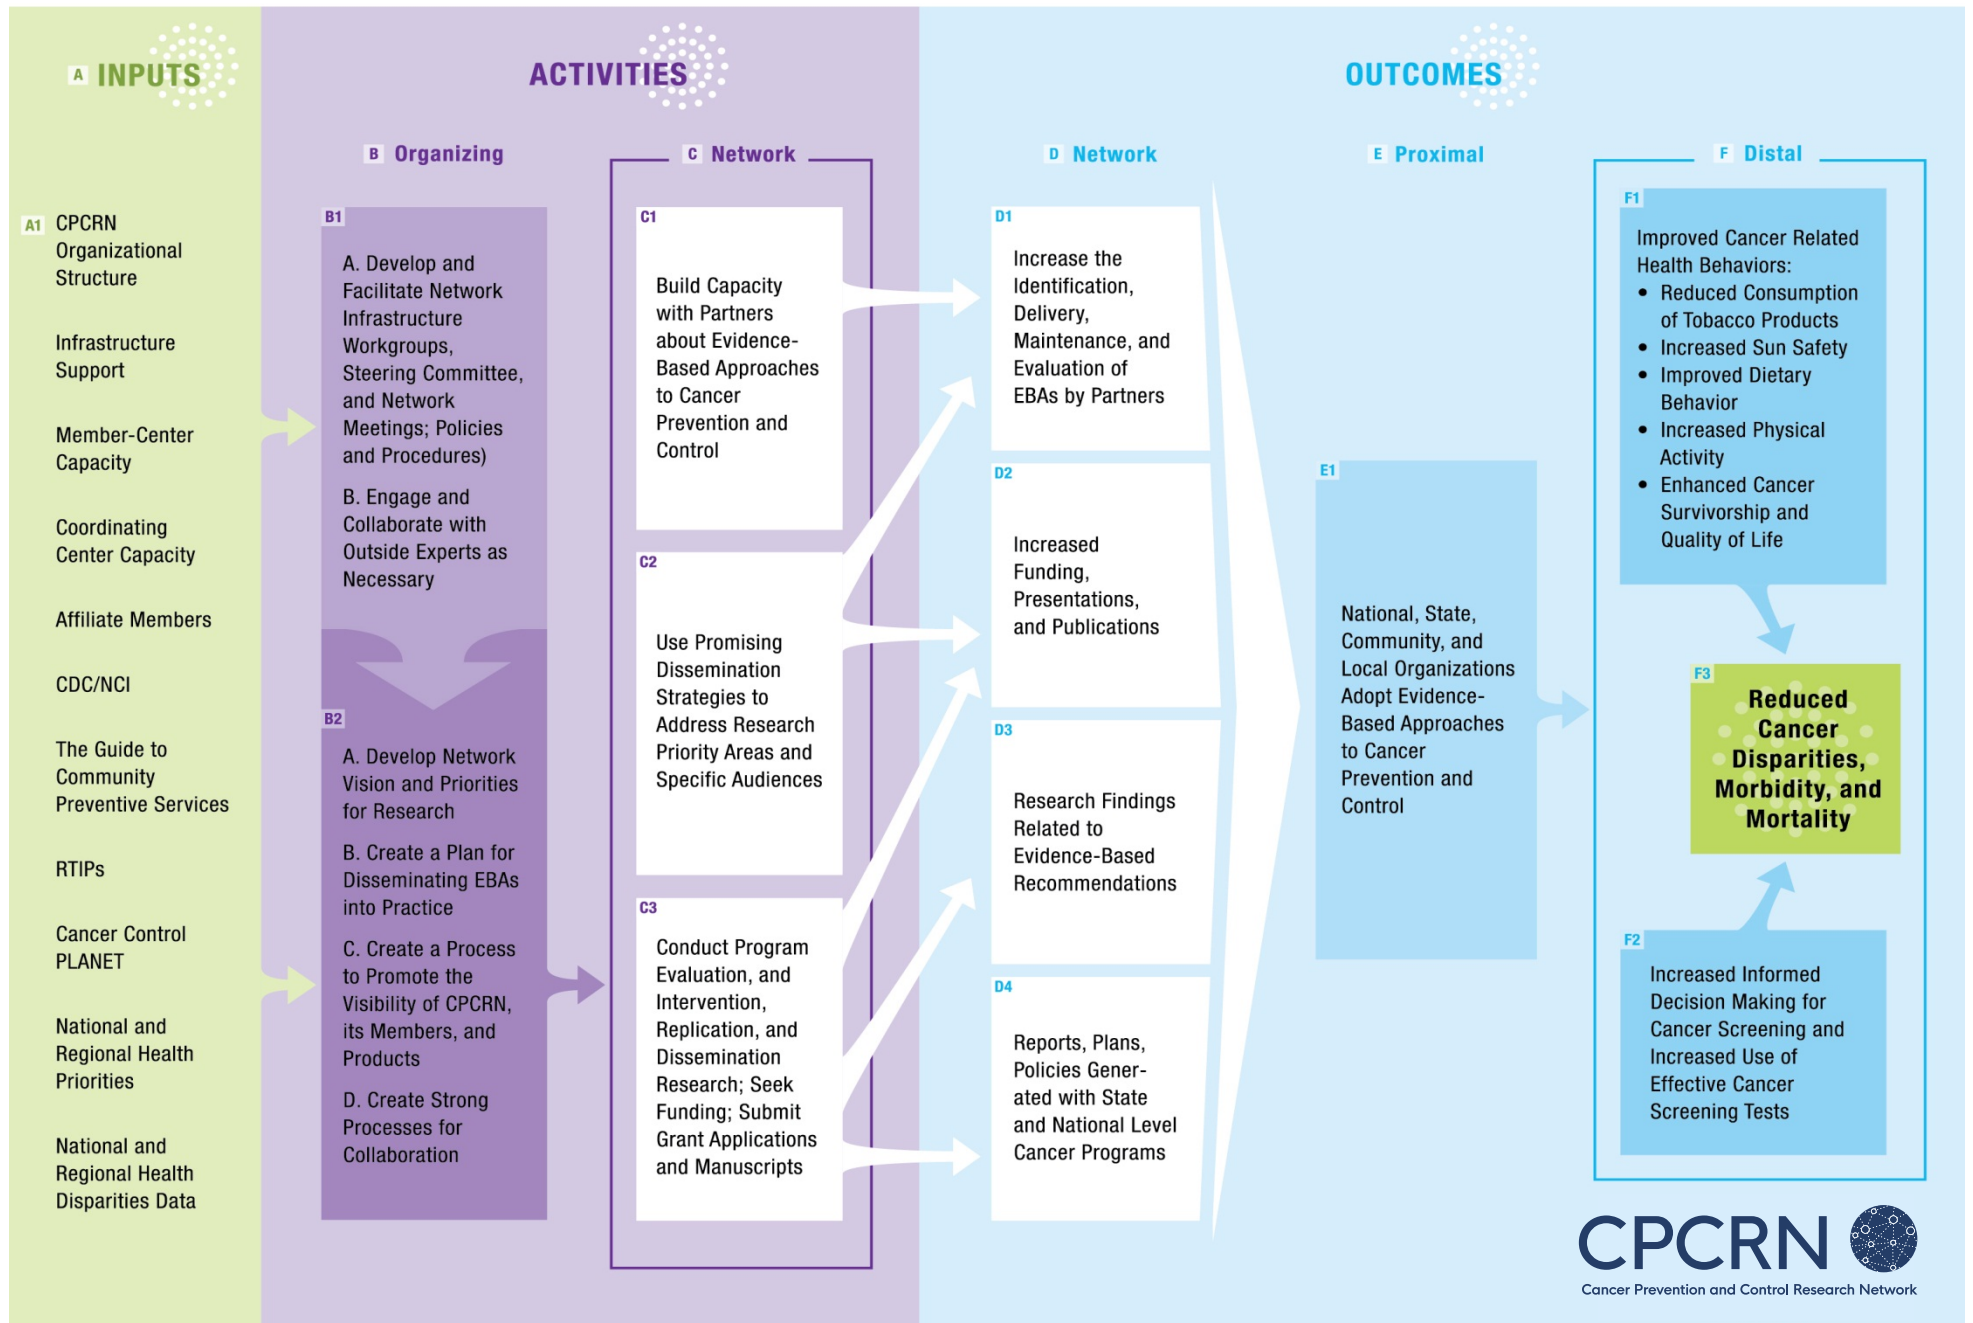 A INPUTS
ACTIVITIES
OUTCOMES
B Organizing
C Network
D Network
E Proximal
F Distal
A1 CPCRN
Organizational
Structure
Infrastructure
Support
Member-Center
Capacity
Coordinating
Center Capacity
Affiliate Members
CDC/NCI
The Guide to
Community
Preventive Services
RTIPs
Cancer Control
PLANET
National and
Regional Health
Priorities
National and
Regional Health
Disparities Data
B1
A. Develop and
Facilitate Network
Infrastructure
Workgroups,
Steering Committee,
and Network
Meetings; Policies
and Procedures)
B. Engage and
Collaborate with
Outside Experts as
Necessary
B2
A. Develop Network
Vision and Priorities
for Research
B. Create a Plan for
Disseminating EBAs
into Practice
C. Create a Process
to Promote the
Visibility of CPCRN,
its Members, and
Products
D. Create Strong
Processes for
Collaboration
C1
Build Capacity
with Partners
about Evidence-
Based Approaches
to Cancer
Prevention and
Control
C2
Use Promising
Dissemination
Strategies to
Address Research
Priority Areas and
Specific Audiences
C3
Conduct Program
Evaluation, and
Intervention,
Replication, and
Dissemination
Research; Seek
Funding; Submit
Grant Applications
and Manuscripts
D1
Increase the
Identification,
Delivery,
Maintenance, and
Evaluation of
EBAs by Partners
D2
Increased
Funding,
Presentations,
and Publications
D3
Research Findings
Related to
Evidence-Based
Recommendations
D4
Reports, Plans,
Policies Gener-
ated with State
and National Level
Cancer Programs
E1
National, State,
Community, and
Local Organizations
Adopt Evidence-
Based Approaches
to Cancer
Prevention and
Control
F1
Improved Cancer Related
Health Behaviors:
• Reduced Consumption
of Tobacco Products
• Increased Sun Safety
• Improved Dietary
Behavior
• Increased Physical
Activity
• Enhanced Cancer
Survivorship and
Quality of Life
F3
Reduced
Cancer
Disparities,
Morbidity, and
Mortality
F2
Increased Informed
Decision Making for
Cancer Screening and
Increased Use of
Effective Cancer
Screening Tests
CPCRN
Cancer Prevention and Control Research Network